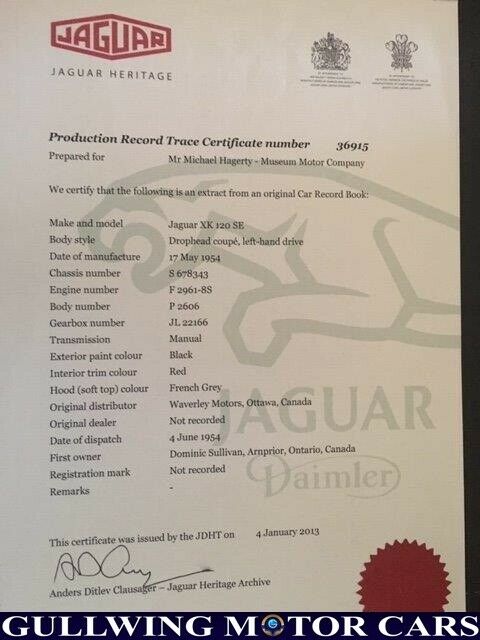 JAGUAR
JAGUAR HERITAGE
Production Record Trace Certificate number 36915
Prepared for Mr Michael Hagerty - Museum Motor Company
We certify that the following is an extract from an original Car Record Book:
Make and model Jaguar XK 120 SE
Body style Drophead coupé, left-hand drive
Date of manufacture 17 May 1954
Chassis number S 678343
Engine number F 2961-8S
Body number P 2606
Gearbox number JL 22166
Transmission Manual
Exterior paint colour Black
Interior trim colour Red
Hood (soft top) colour French Grey
Original distributor Waverley Motors, Ottawa, Canada
Original dealer Not recorded
Date of dispatch 4 June 1954
First owner Dominic Sullivan, Arnprior, Ontario, Canada
Registration mark Not recorded
Remarks -
JAGUAR
Daimler
This certificate was issued by the JDHT on 4 January 2013
Anders Ditlev Clausager – Jaguar Heritage Archive
GULLWING MOTOR CARS